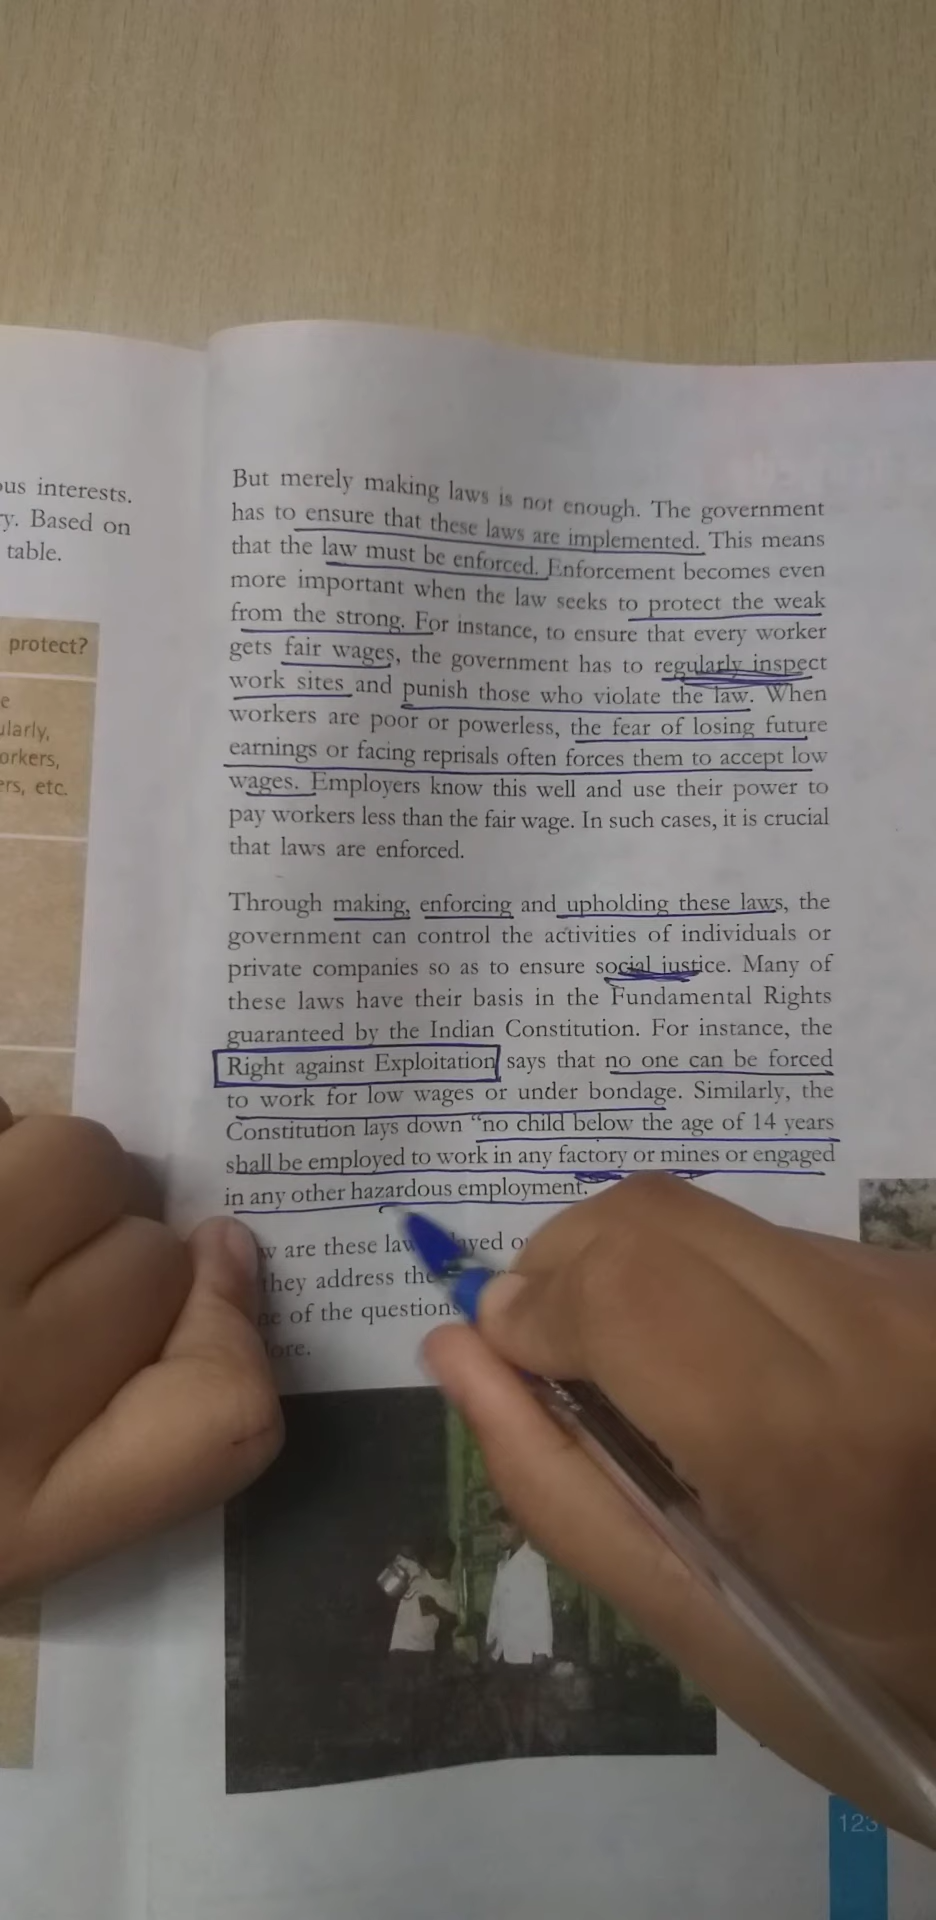 ous interests.
y. Based on
table.
protect?
e
ularly,
orkers,
ers, etc.
But merely making laws is not enough. The government
has to ensure that these laws are implemented. This means
that the law must be enforced. Enforcement becomes even
more important when the law seeks to protect the weak
from the strong. For instance, to ensure that every worker
gets fair wages, the government has to regularly inspect
work sites and punish those who violate the law. When
workers are poor or powerless, the fear of losing future
earnings or facing reprisals often forces them to accept low
wages. Employers know this well and use their power to
pay workers less than the fair wage. In such cases, it is crucial
that laws are enforced.
Through making, enforcing and upholding these laws, the
government can control the activities of individuals or
private companies so as to ensure social justice. Many of
these laws have their basis in the Fundamental Rights
guaranteed by the Indian Constitution. For instance, the
Right against Exploitation says that no one can be forced
to work for low wages or under bondage. Similarly, the
Constitution lays down “no child below the age of 14 years
shall be employed to work in any factory or mines or engaged
in any other hazardous employment.
w are these law ayed o
they address the
e of the questions
lore.
123